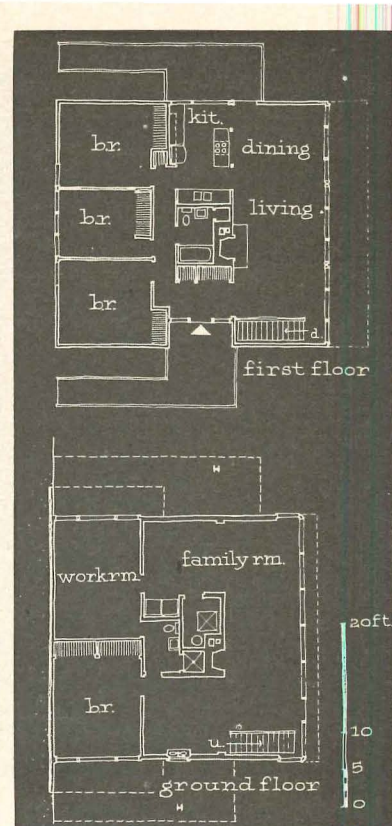 kit.
b.r.
dining
b.r.
living
b.r.
d.
first floor
family rm.
workrm.
20ft
b.r.
10
u.
5
ground floor
0